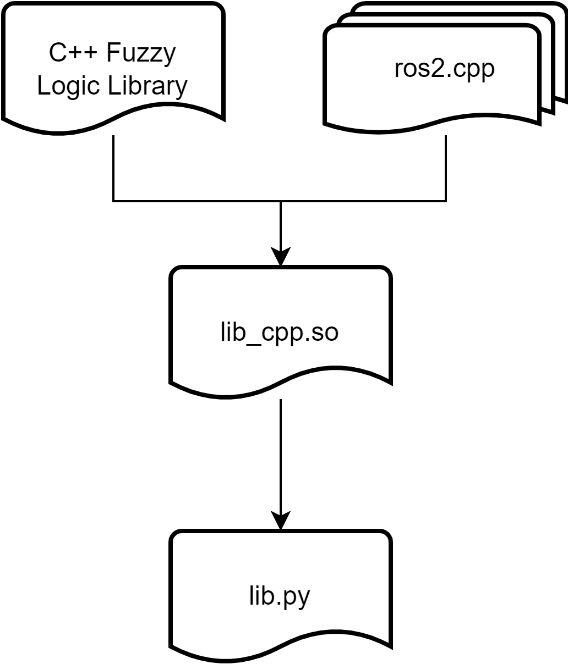 C++ Fuzzy
Logic Library
ros2.cpp
lib_cpp.so
lib.py